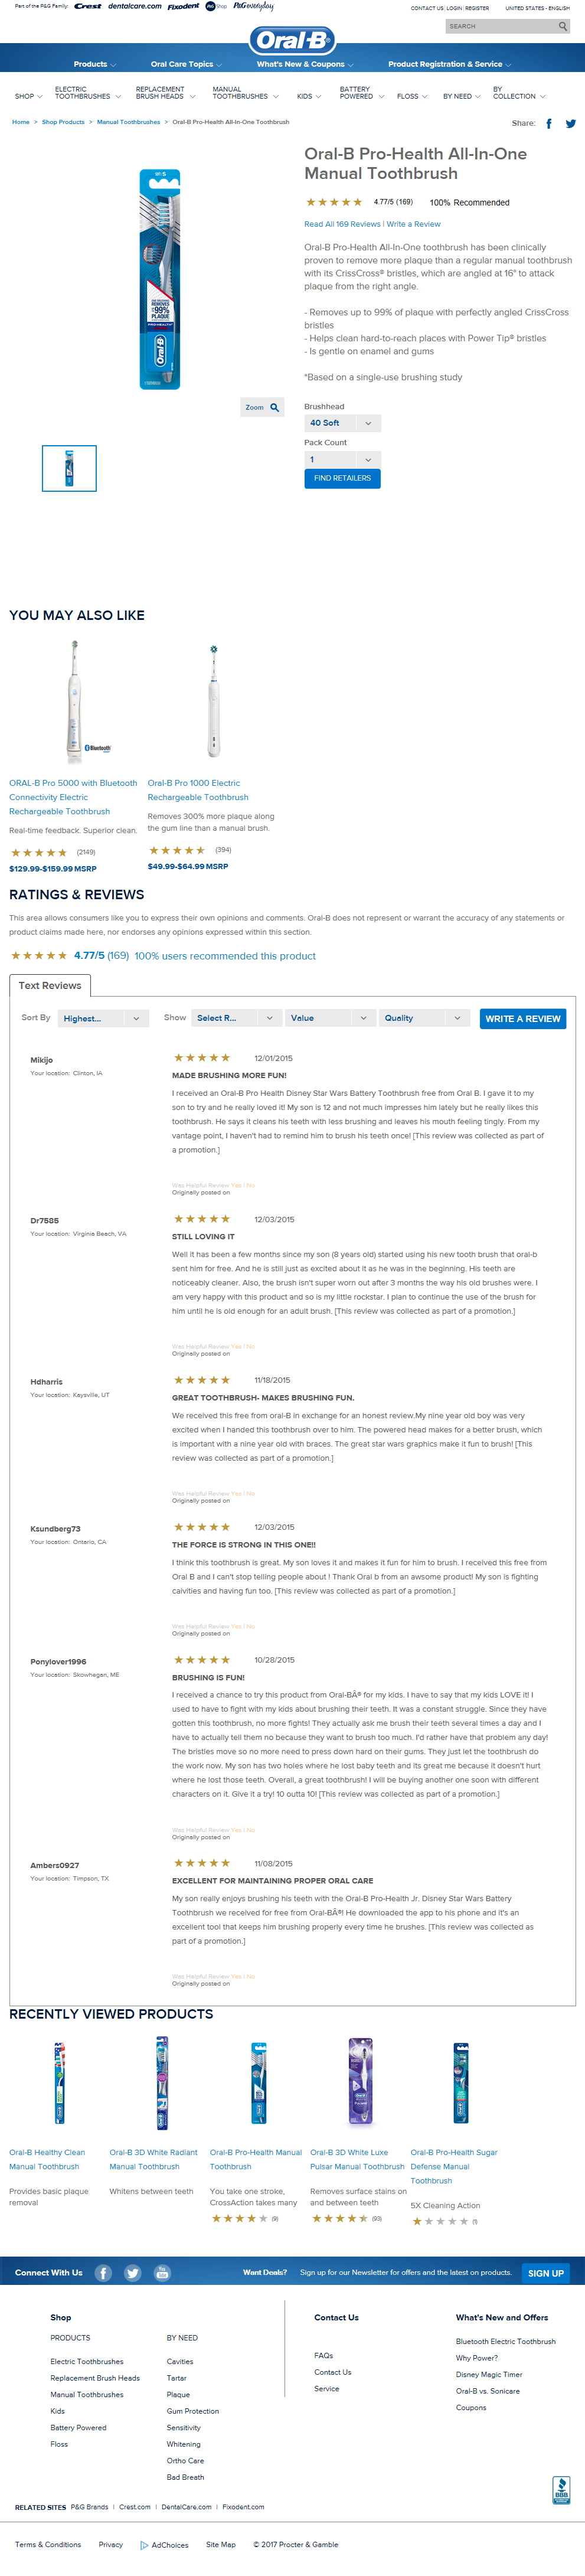 Part of the P&G Family: Crest dentalcare.com Fixodent PROShop P&Geveryday
CONTACT US LOGIN | REGISTER UNITED STATES - ENGLISH
SEARCH
Oral-B
Products Oral Care Topics What's New & Coupons Product Registration & Service
SHOP ELECTRIC TOOTHBRUSHES REPLACEMENT BRUSH HEADS MANUAL TOOTHBRUSHES KIDS BATTERY POWERED FLOSS BY NEED BY COLLECTION
Home > Shop Products > Manual Toothbrushes > Oral-B Pro-Health All-In-One Toothbrush
Share:
Oral-B Pro-Health All-In-One
Manual Toothbrush
4.77/5 (169) 100% Recommended
Read All 169 Reviews | Write a Review
Oral-B Pro-Health All-In-One toothbrush has been clinically
proven to remove more plaque than a regular manual toothbrush
with its CrissCross® bristles, which are angled at 16° to attack
plaque from the right angle.
- Removes up to 99% of plaque with perfectly angled CrissCross
bristles
- Helps clean hard-to-reach places with Power Tip® bristles
- Is gentle on enamel and gums
*Based on a single-use brushing study
REMOVES
99%
PLAQUE
PRO-HEALTH
Oral-B
Zoom
Brushhead
40 Soft
Pack Count
1
FIND RETAILERS
YOU MAY ALSO LIKE
Bluetooth
ORAL-B Pro 5000 with Bluetooth
Connectivity Electric
Rechargeable Toothbrush
Real-time feedback. Superior clean.
(2149)
$129.99-$159.99 MSRP
Oral-B Pro 1000 Electric
Rechargeable Toothbrush
Removes 300% more plaque along
the gum line than a manual brush.
(394)
$49.99-$64.99 MSRP
RATINGS & REVIEWS
This area allows consumers like you to express their own opinions and comments. Oral-B does not represent or warrant the accuracy of any statements or
product claims made here, nor endorses any opinions expressed within this section.
4.77/5 (169) 100% users recommended this product
Text Reviews
Sort By Highest... Show Select R... Value Quality WRITE A REVIEW
Mikijo
Your location: Clinton, IA
12/01/2015
MADE BRUSHING MORE FUN!
I received an Oral-B Pro Health Disney Star Wars Battery Toothbrush free from Oral B. I gave it to my
son to try and he really loved it! My son is 12 and not much impresses him lately but he really likes this
toothbrush. He says it cleans his teeth with less brushing and leaves his mouth feeling tingly. From my
vantage point, I haven't had to remind him to brush his teeth once! [This review was collected as part of
a promotion.]
Was Helpful Review Yes | No
Originally posted on
Dr7585
Your location: Virginia Beach, VA
12/03/2015
STILL LOVING IT
Well it has been a few months since my son (8 years old) started using his new tooth brush that oral-b
sent him for free. And he is still just as excited about it as he was in the beginning. His teeth are
noticeably cleaner. Also, the brush isn't super worn out after 3 months the way his old brushes were. I
am very happy with this product and so is my little rockstar. I plan to continue the use of the brush for
him until he is old enough for an adult brush. [This review was collected as part of a promotion.]
Was Helpful Review Yes | No
Originally posted on
Hdharris
Your location: Kaysville, UT
11/18/2015
GREAT TOOTHBRUSH- MAKES BRUSHING FUN.
We received this free from oral-B in exchange for an honest review.My nine year old boy was very
excited when I handed this toothbrush over to him. The powered head makes for a better brush, which
is important with a nine year old with braces. The great star wars graphics make it fun to brush! [This
review was collected as part of a promotion.]
Was Helpful Review Yes | No
Originally posted on
Ksundberg73
Your location: Ontario, CA
12/03/2015
THE FORCE IS STRONG IN THIS ONE!!
I think this toothbrush is great. My son loves it and makes it fun for him to brush. I received this free from
Oral B and I can't stop telling people about ! Thank Oral b from an awsome product! My son is fighting
caivities and having fun too. [This review was collected as part of a promotion.]
Was Helpful Review Yes | No
Originally posted on
Ponylover1996
Your location: Skowhegan, ME
10/28/2015
BRUSHING IS FUN!
I received a chance to try this product from Oral-BÂ® for my kids. I have to say that my kids LOVE it! I
used to have to fight with my kids about brushing their teeth. It was a constant struggle. Since they have
gotten this toothbrush, no more fights! They actually ask me brush their teeth several times a day and I
have to actually tell them no because they want to brush too much. I'd rather have that problem any day!
The bristles move so no more need to press down hard on their gums. They just let the toothbrush do
the work now. My son has two holes where he lost baby teeth and its great me because it doesn't hurt
where he lost those teeth. Overall, a great toothbrush! I will be buying another one soon with different
characters on it. Give it a try! 10 outta 10! [This review was collected as part of a promotion.]
Was Helpful Review Yes | No
Originally posted on
Ambers0927
Your location: Timpson, TX
11/08/2015
EXCELLENT FOR MAINTAINING PROPER ORAL CARE
My son really enjoys brushing his teeth with the Oral-B Pro-Health Jr. Disney Star Wars Battery
Toothbrush we received for free from Oral-BÂ®! He downloaded the app to his phone and it's an
excellent tool that keeps him brushing properly every time he brushes. [This review was collected as
part of a promotion.]
Was Helpful Review Yes | No
Originally posted on
RECENTLY VIEWED PRODUCTS
Oral-B Healthy Clean
Manual Toothbrush
Provides basic plaque
removal
Oral-B 3D White Radiant
Manual Toothbrush
Whitens between teeth
Oral-B Pro-Health Manual
Toothbrush
You take one stroke,
CrossAction takes many
(9)
Oral-B 3D White Luxe
Pulsar Manual Toothbrush
Removes surface stains on
and between teeth
(93)
Oral-B Pro-Health Sugar
Defense Manual
Toothbrush
5X Cleaning Action
(1)
Connect With Us You Tube Want Deals? Sign up for our Newsletter for offers and the latest on products. SIGN UP
Shop
PRODUCTS
Electric Toothbrushes
Replacement Brush Heads
Manual Toothbrushes
Kids
Battery Powered
Floss
BY NEED
Cavities
Tartar
Plaque
Gum Protection
Sensitivity
Whitening
Ortho Care
Bad Breath
Contact Us
FAQs
Contact Us
Service
What's New and Offers
Bluetooth Electric Toothbrush
Why Power?
Disney Magic Timer
Oral-B vs. Sonicare
Coupons
BBB
RELATED SITES P&G Brands | Crest.com | DentalCare.com | Fixodent.com
Terms & Conditions Privacy AdChoices Site Map © 2017 Procter & Gamble